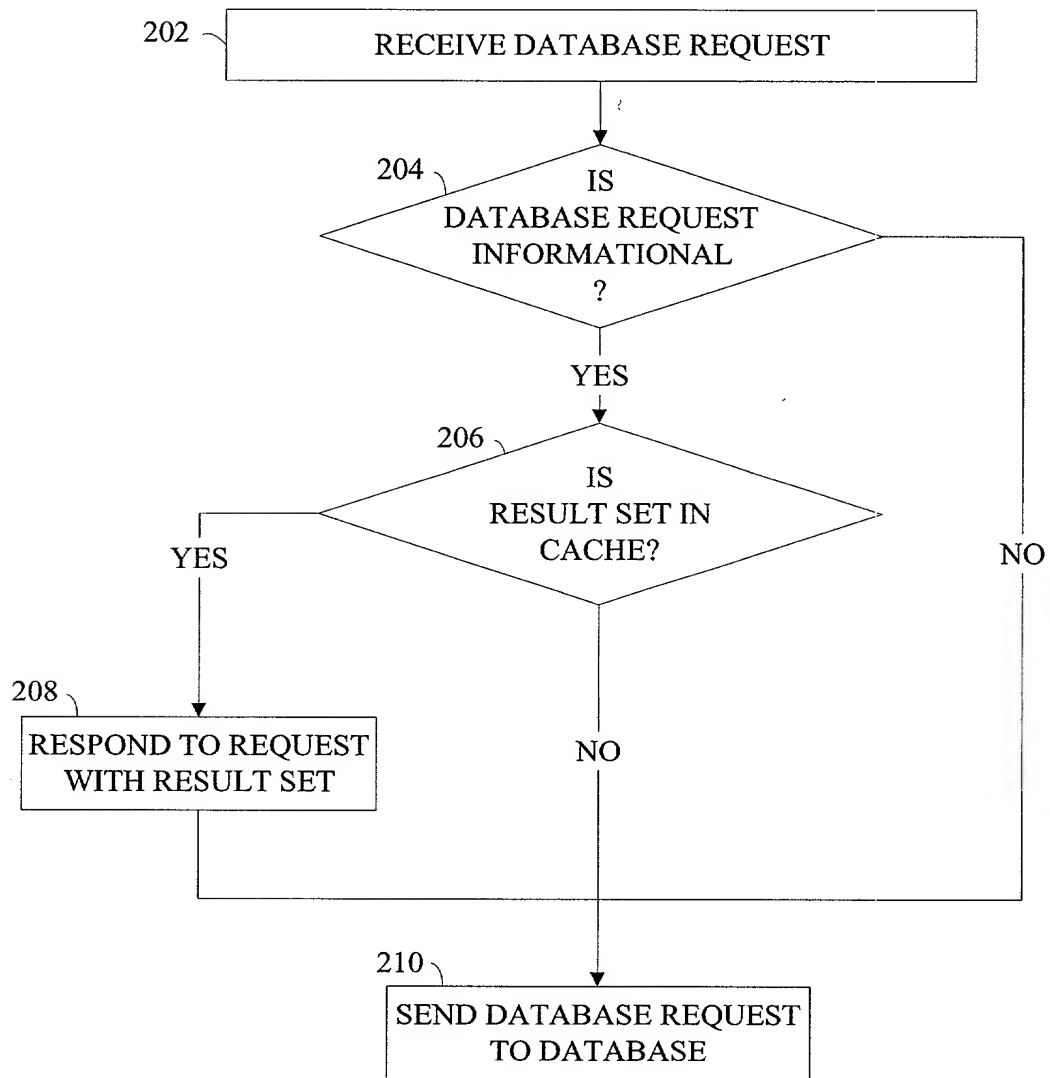 202
RECEIVE DATABASE REQUEST
204
IS
DATABASE REQUEST
INFORMATIONAL
?
YES
206
IS
RESULT SET IN
CACHE?
YES
NO
208
RESPOND TO REQUEST
WITH RESULT SET
NO
210
SEND DATABASE REQUEST
TO DATABASE